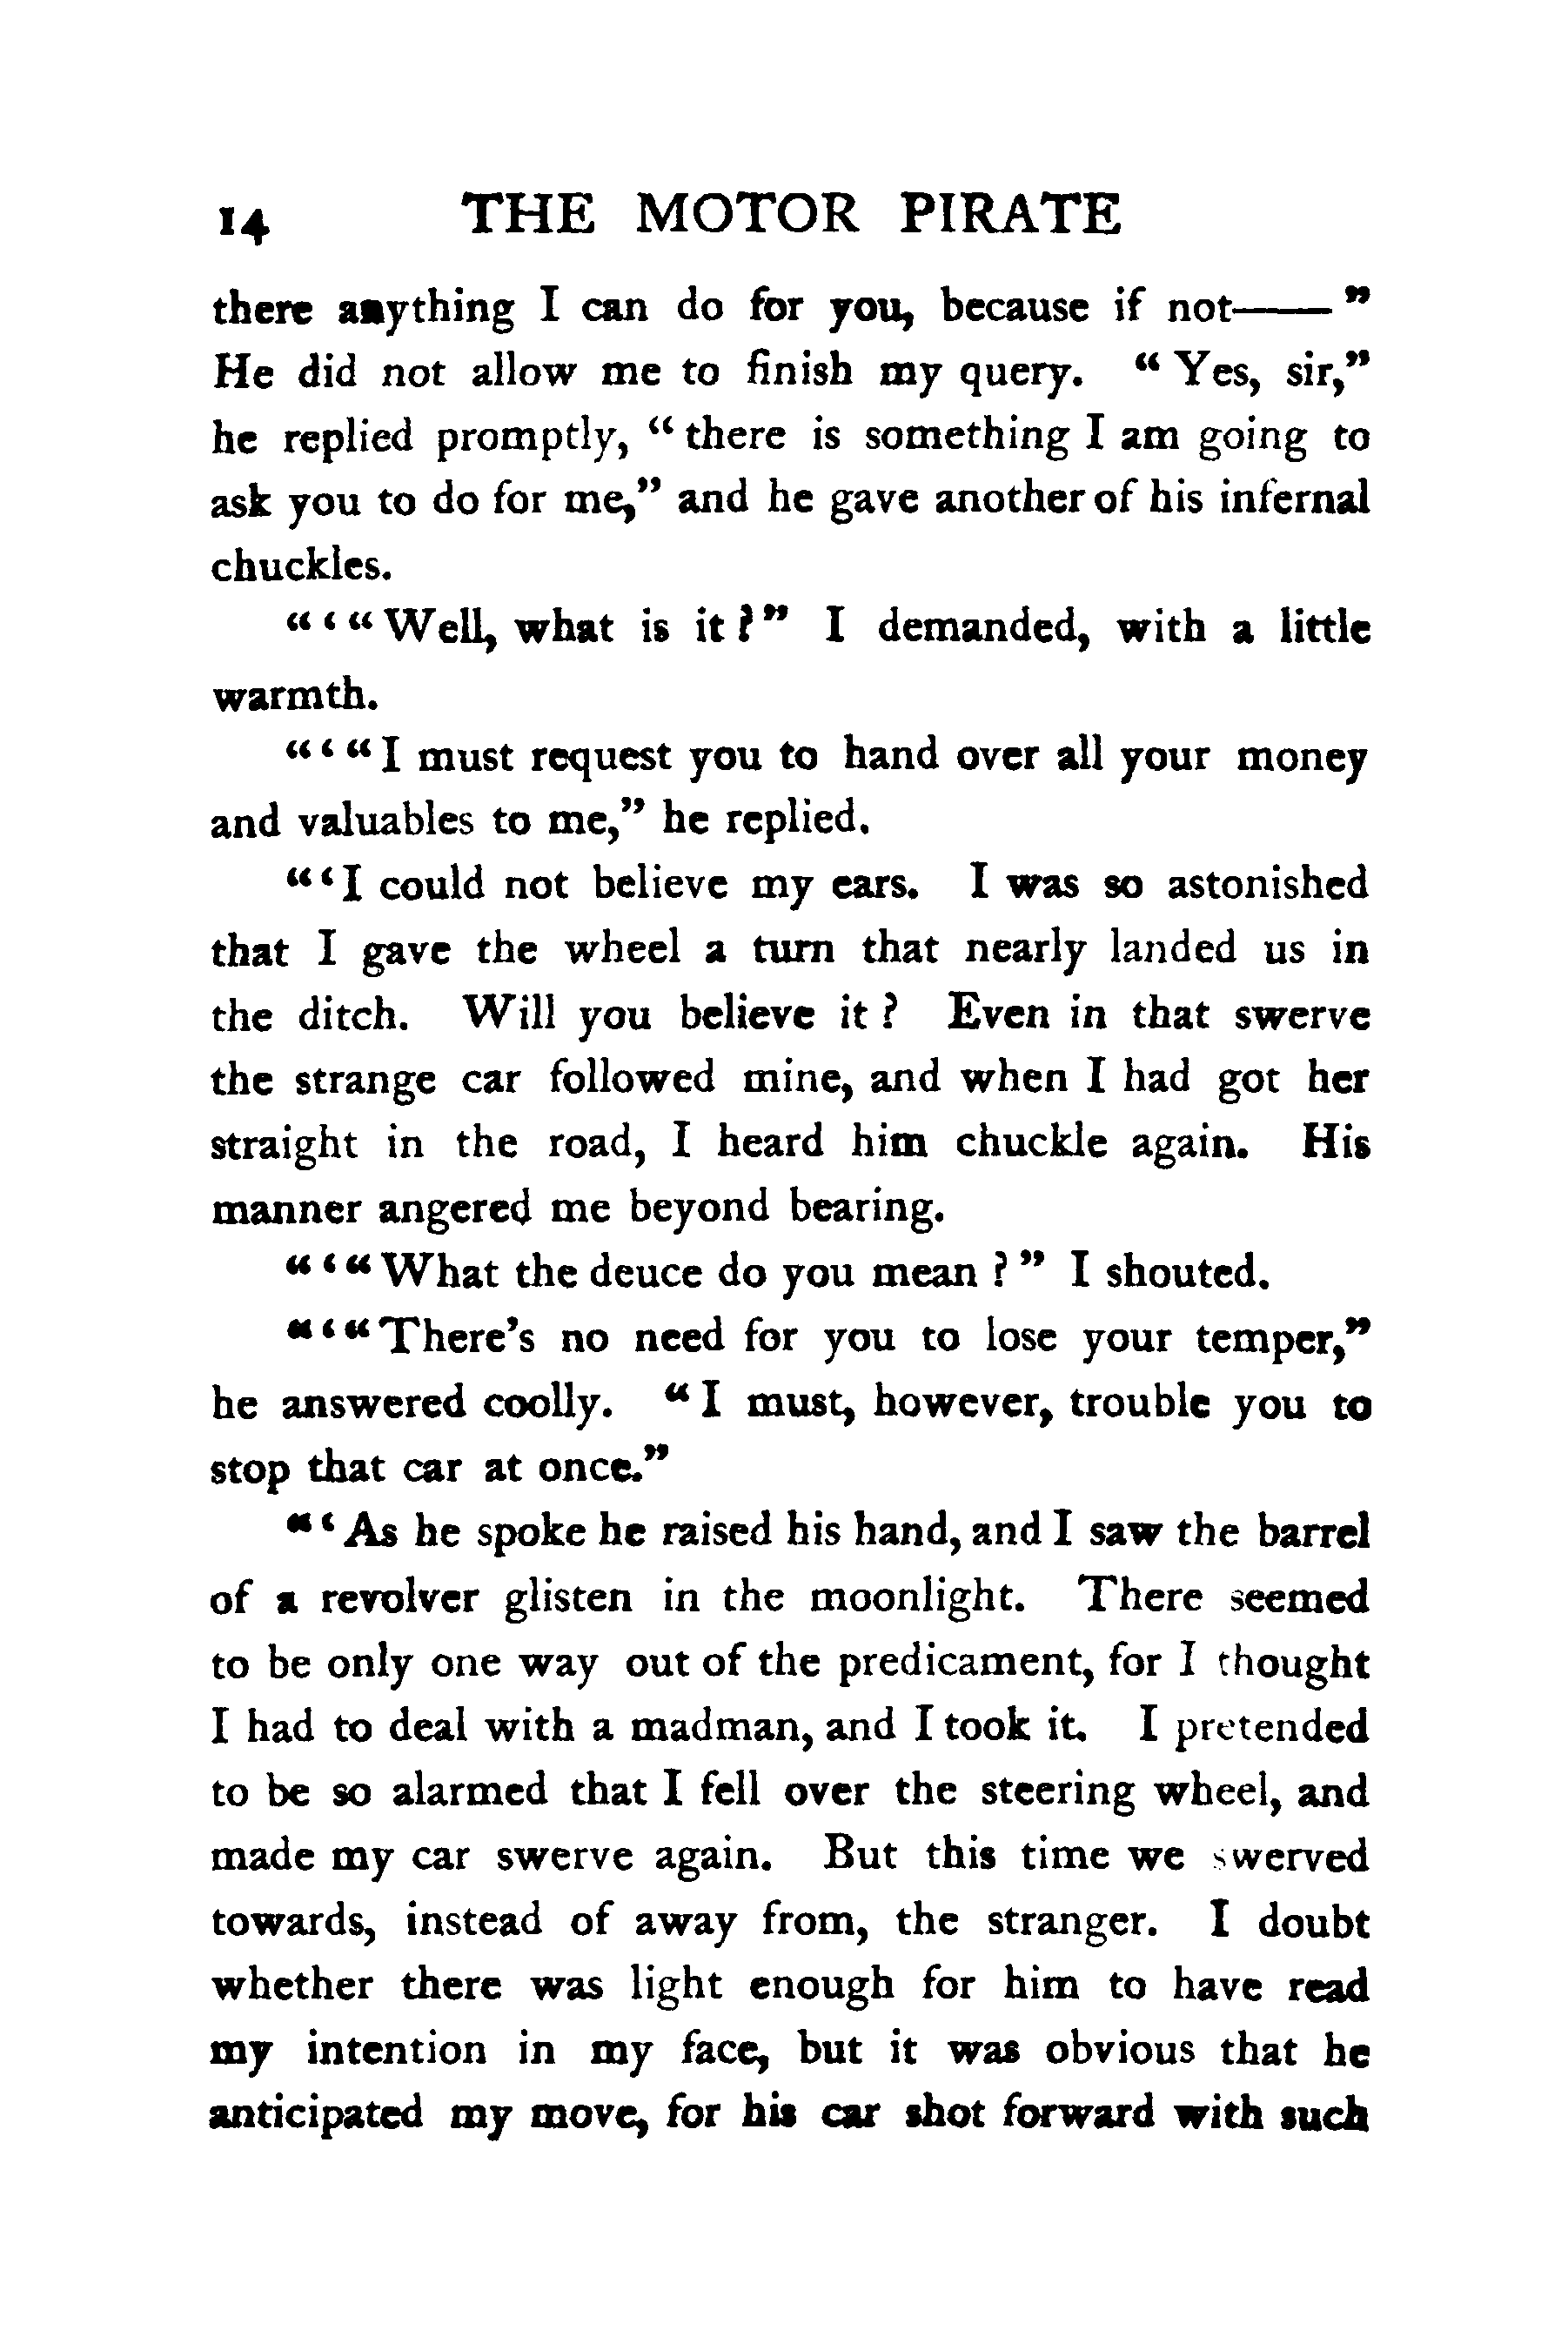 14 THE MOTOR PIRATE
there anything I can do for you, because if not——”
He did not allow me to finish my query. “Yes, sir,”
he replied promptly, “there is something I am going to
ask you to do for me,” and he gave another of his infernal
chuckles.
“‘“Well, what is it?” I demanded, with a little
warmth.
“‘“I must request you to hand over all your money
and valuables to me,” he replied.
“‘I could not believe my ears. I was so astonished
that I gave the wheel a turn that nearly landed us in
the ditch. Will you believe it? Even in that swerve
the strange car followed mine, and when I had got her
straight in the road, I heard him chuckle again. His
manner angered me beyond bearing.
“‘“What the deuce do you mean?” I shouted.
“‘“There’s no need for you to lose your temper,”
he answered coolly. “I must, however, trouble you to
stop that car at once.”
“‘As he spoke he raised his hand, and I saw the barrel
of a revolver glisten in the moonlight. There seemed
to be only one way out of the predicament, for I thought
I had to deal with a madman, and I took it. I pretended
to be so alarmed that I fell over the steering wheel, and
made my car swerve again. But this time we swerved
towards, instead of away from, the stranger. I doubt
whether there was light enough for him to have read
my intention in my face, but it was obvious that he
anticipated my move, for his car shot forward with such